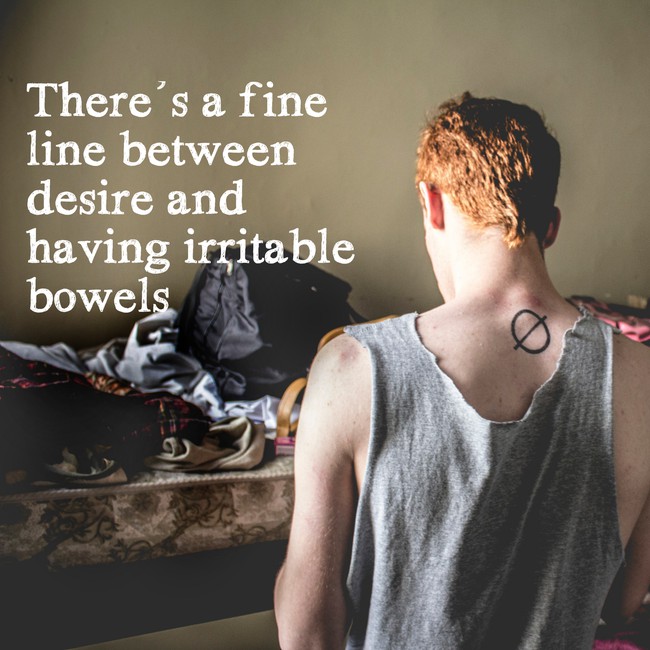 There´s a fine
line between
desire and
having irritable
bowels